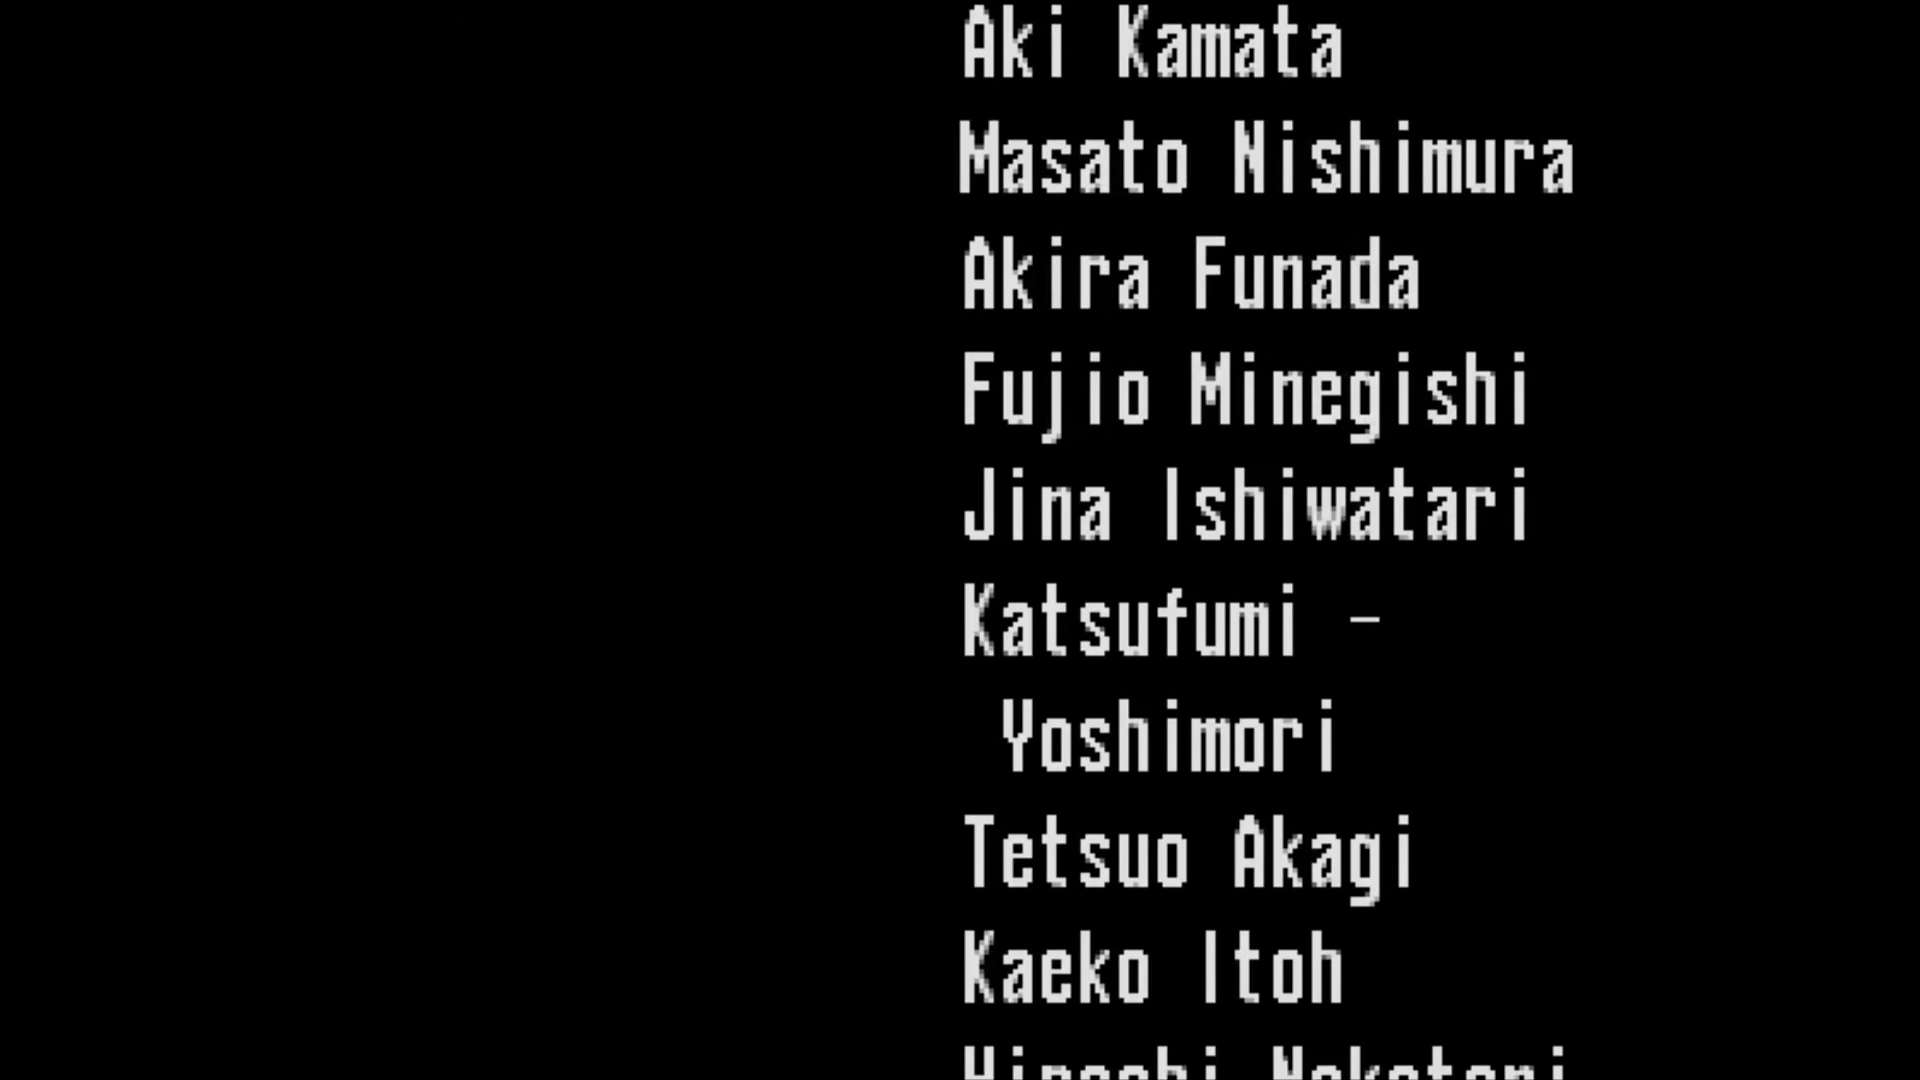 Aki Kamata
Masato Nishimura
Akira Funada
Fujio Minegishi
Jina Ishiwatari
Katsufumi -
Yoshimori
Tetsuo Akagi
Kaeko Itoh